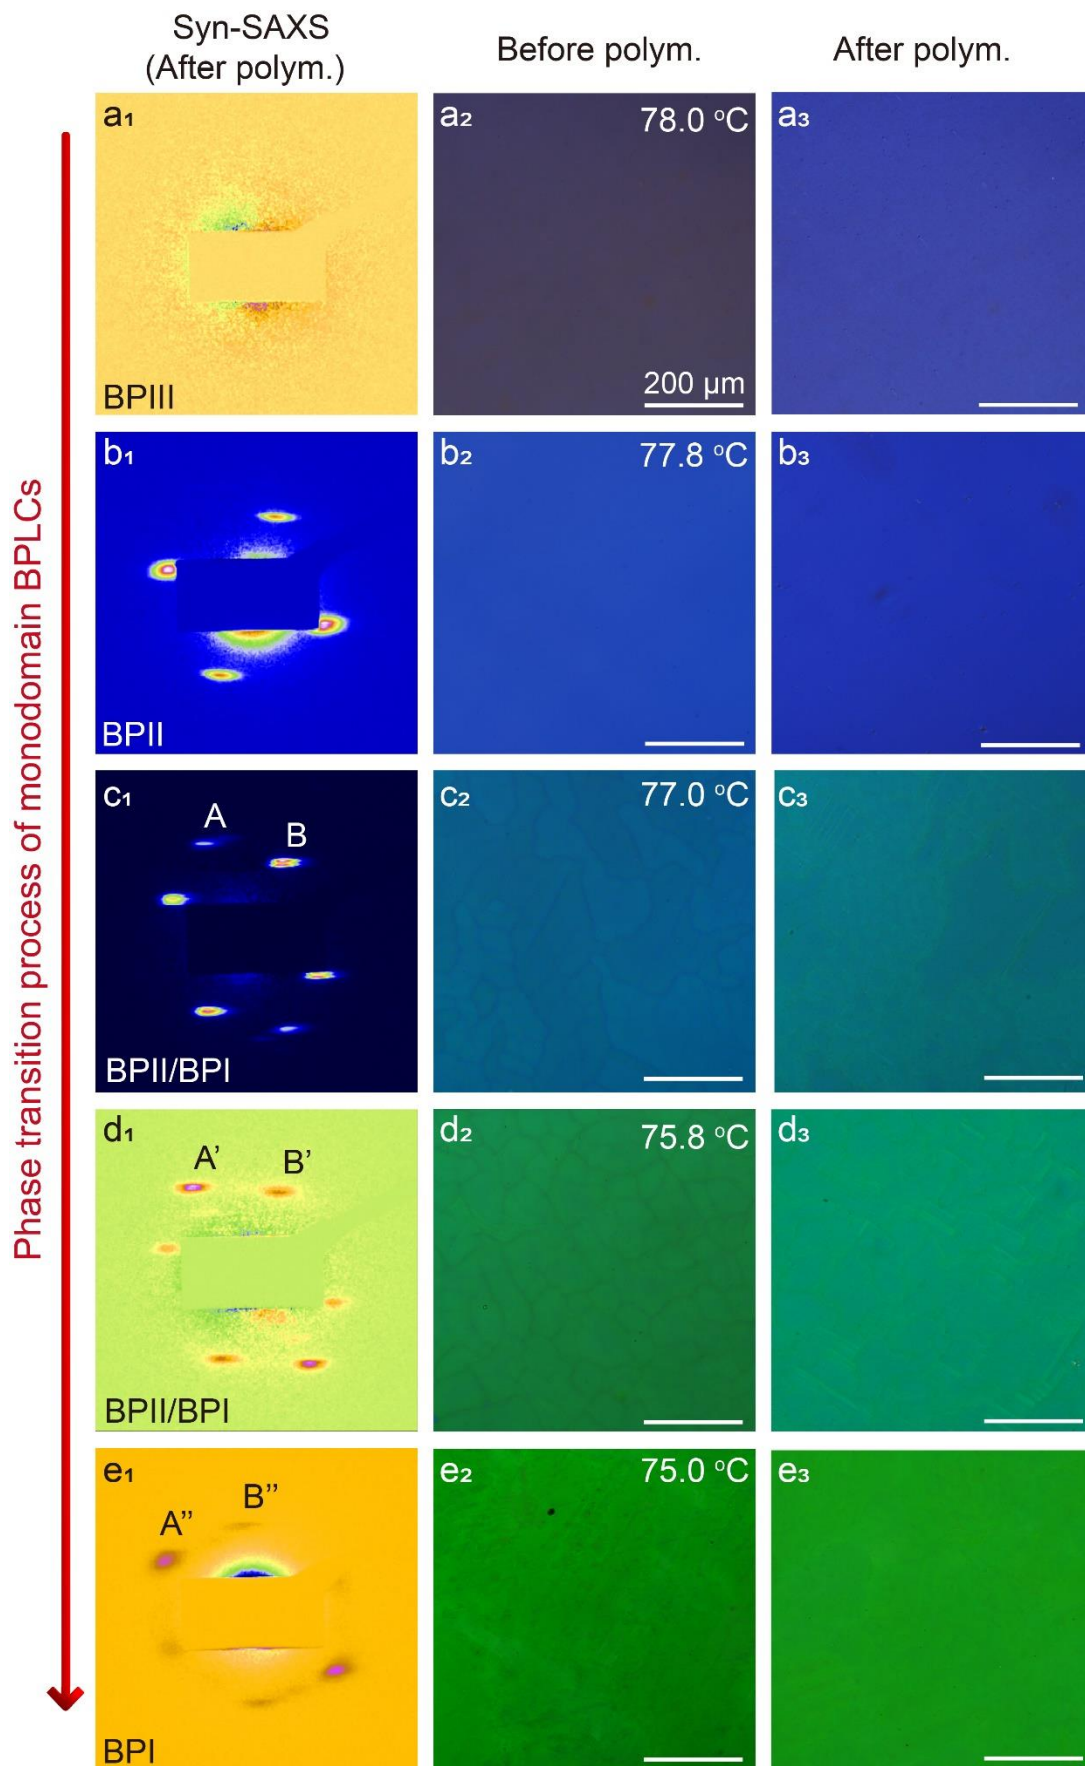 Syn-SAXS
(After polym.)
Before polym.
After polym.
Phase transition process of monodomain BPLCs
a₁
BPIII
a₂
78.0 °C
200 μm
a₃
b₁
BPII
b₂
77.8 °C
b₃
c₁
A
B
BPII/BPI
c₂
77.0 °C
c₃
d₁
A’
B’
BPII/BPI
d₂
75.8 °C
d₃
e₁
A’’
B’’
BPI
e₂
75.0 °C
e₃